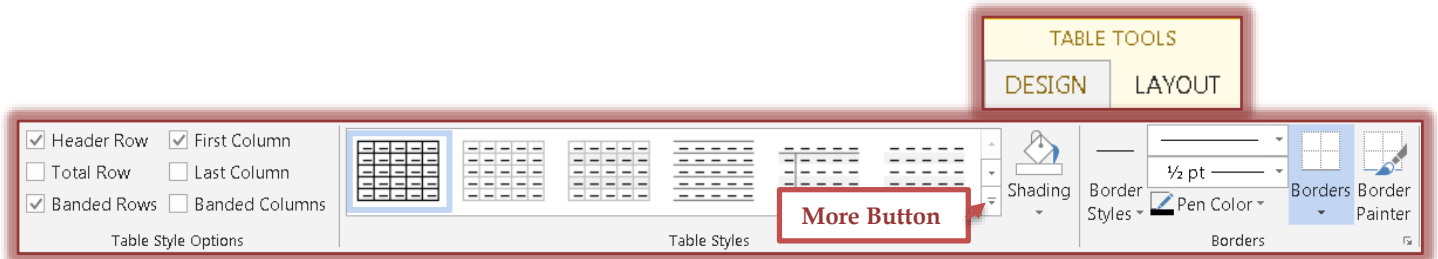 TABLE TOOLS
DESIGN LAYOUT
Header Row First Column
Total Row Last Column
Banded Rows Banded Columns
Table Style Options
Table Styles
More Button
Shading
Border
Styles
½ pt
Pen Color
Borders
Border
Painter
Borders